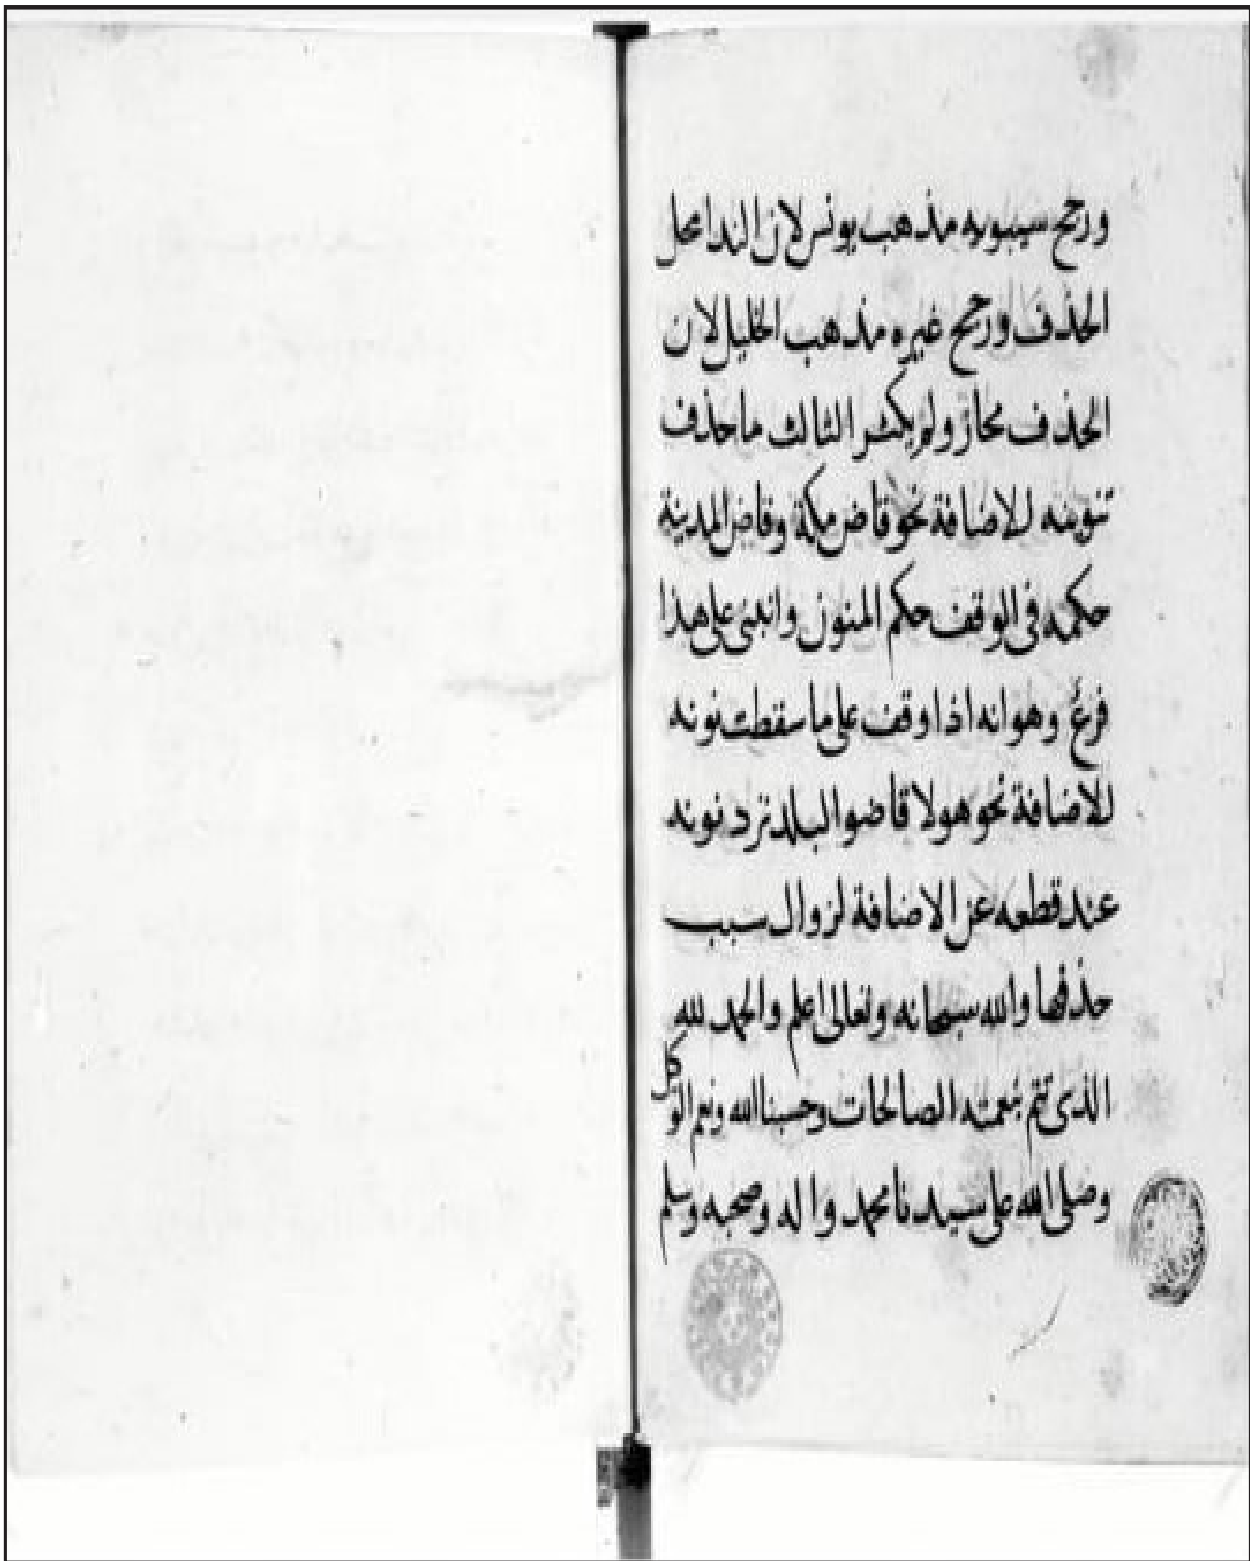 ورجح سيبويه مذهب يونس لان الندا محل
الحذف ورجح غيره مذهب الخليل لان
الحذف مجاز ولم يكثر الثالث ما حذف
تنوينه للاضافة نحو قاض مكة وقاض المدينة
حكمه في الوقف حكم المنون وانبنى على هذا
فرع وهو انه اذا وقف على ما سقطت نونه
للاضافة نحو هولا قاضوا البلد ترد نونه
عند قطعه عن الاضافة لزوال سبب
حذفها والله سبحانه وتعالى اعلم والحمد لله
الذي تتم بنعمته الصالحات وحسبنا الله ونعم الوكل
وصلى الله على سيدنا محمد واله وصحبه وسلم